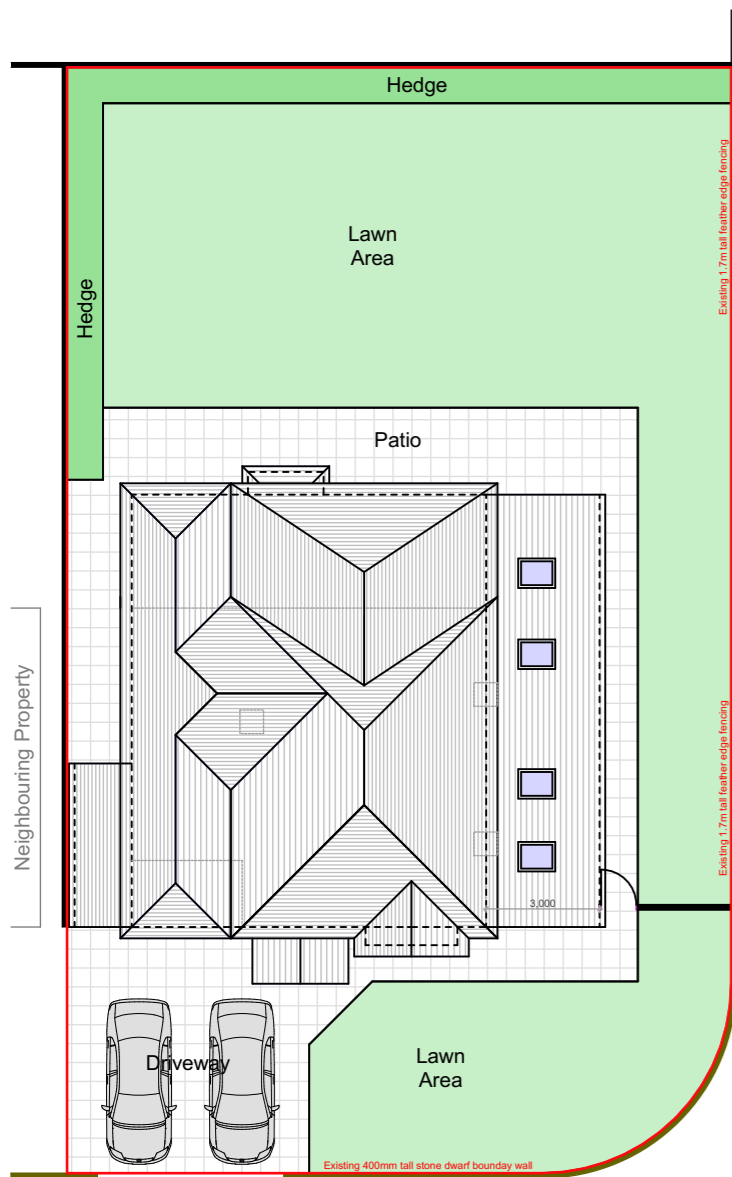 Hedge
Existing 1.7m tall feather edge fencing
Lawn
Area
Hedge
Patio
Neighbouring Property
Existing 1.7m tall feather edge fencing
3,000
Driveway
Lawn
Area
Existing 400mm tall stone dwarf bounday wall